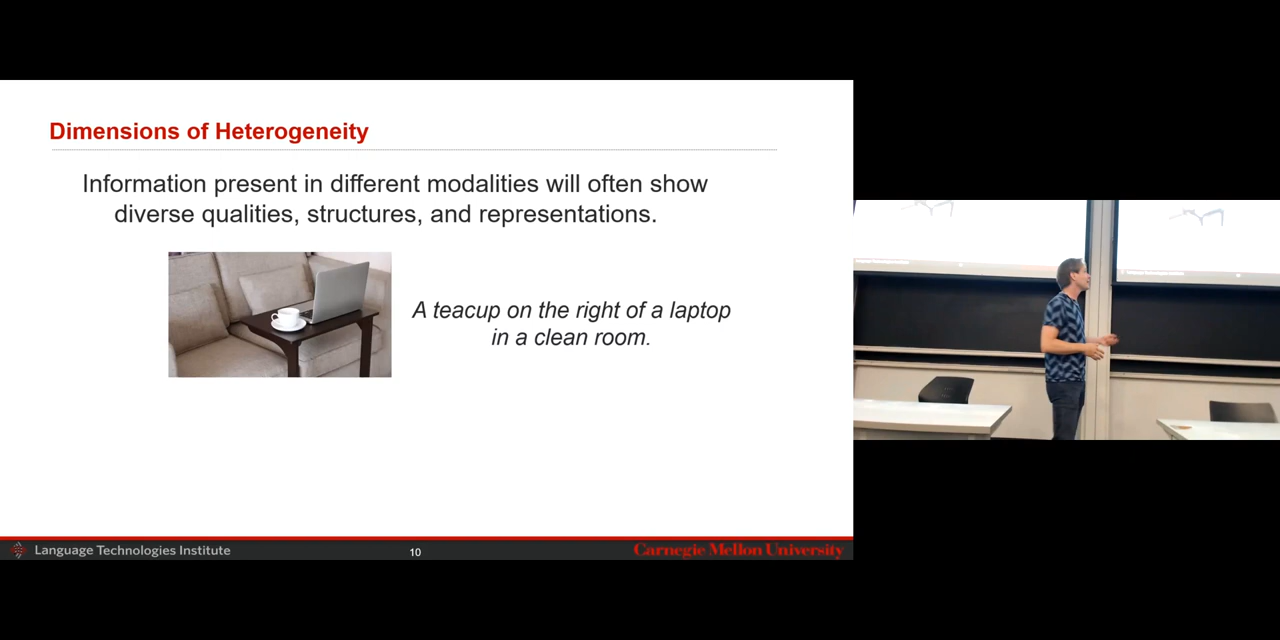 Dimensions of Heterogeneity
Information present in different modalities will often show
diverse qualities, structures, and representations.
A teacup on the right of a laptop
in a clean room.
Language Technologies Institute
10
Carnegie Mellon University